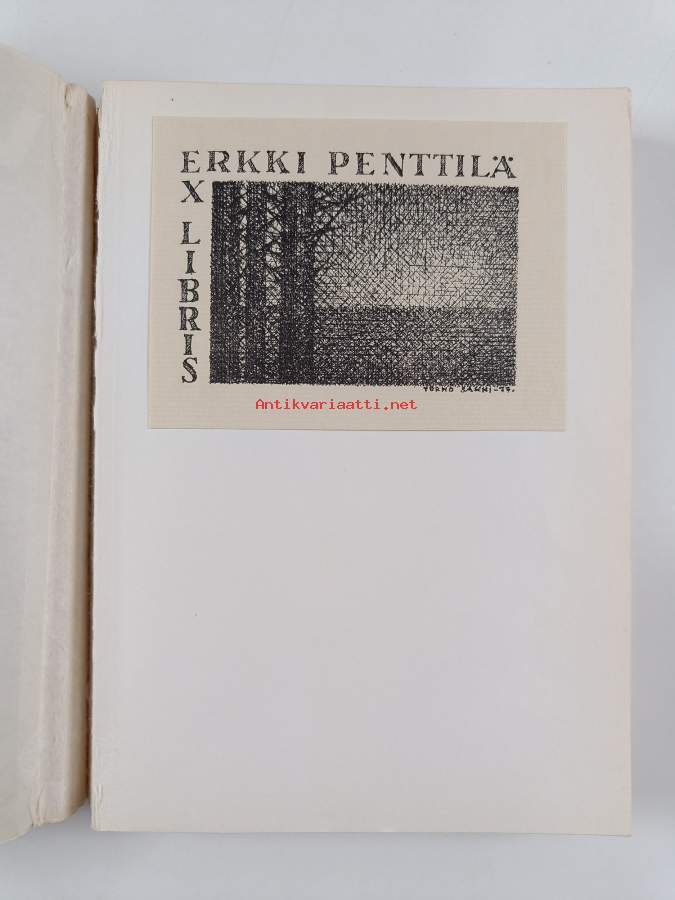 ERKKI PENTTILÄ
EX LIBRIS
Antikvariaatti.net